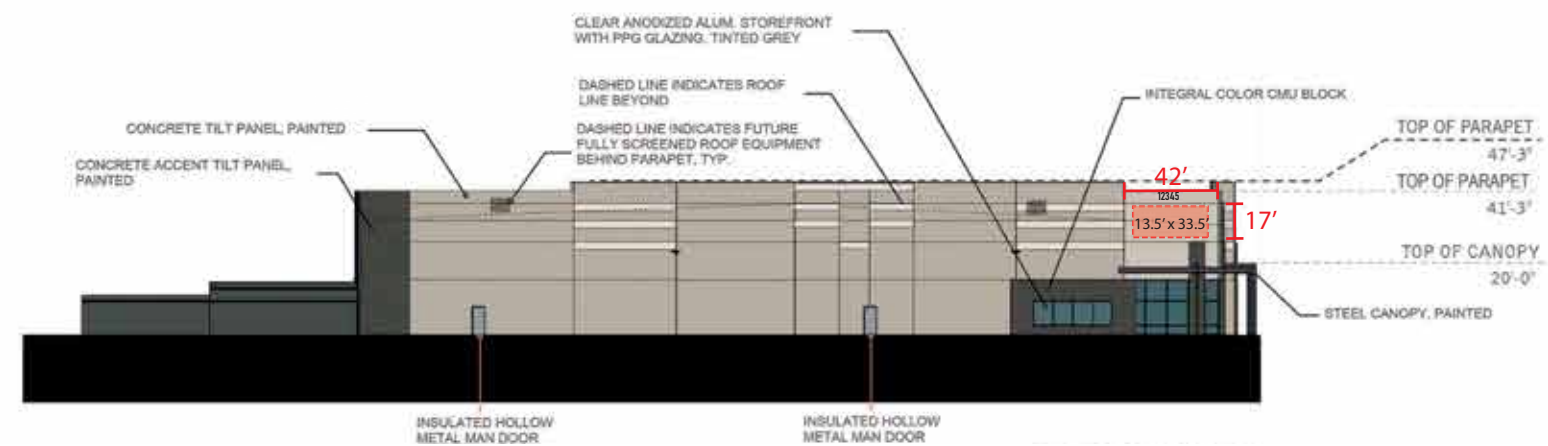 CLEAR ANODIZED ALUM. STOREFRONT
WITH PPG GLAZING, TINTED GREY
DASHED LINE INDICATES ROOF
LINE BEYOND
INTEGRAL COLOR CMU BLOCK
CONCRETE TILT PANEL, PAINTED
DASHED LINE INDICATES FUTURE
FULLY SCREENED ROOF EQUIPMENT
BEHIND PARAPET, TYP.
CONCRETE ACCENT TILT PANEL,
PAINTED
TOP OF PARAPET
47'-3"
42'
TOP OF PARAPET
41'-3"
12345
13.5' x 33.5'
17'
TOP OF CANOPY
20'-0"
STEEL CANOPY, PAINTED
INSULATED HOLLOW
METAL MAN DOOR
INSULATED HOLLOW
METAL MAN DOOR